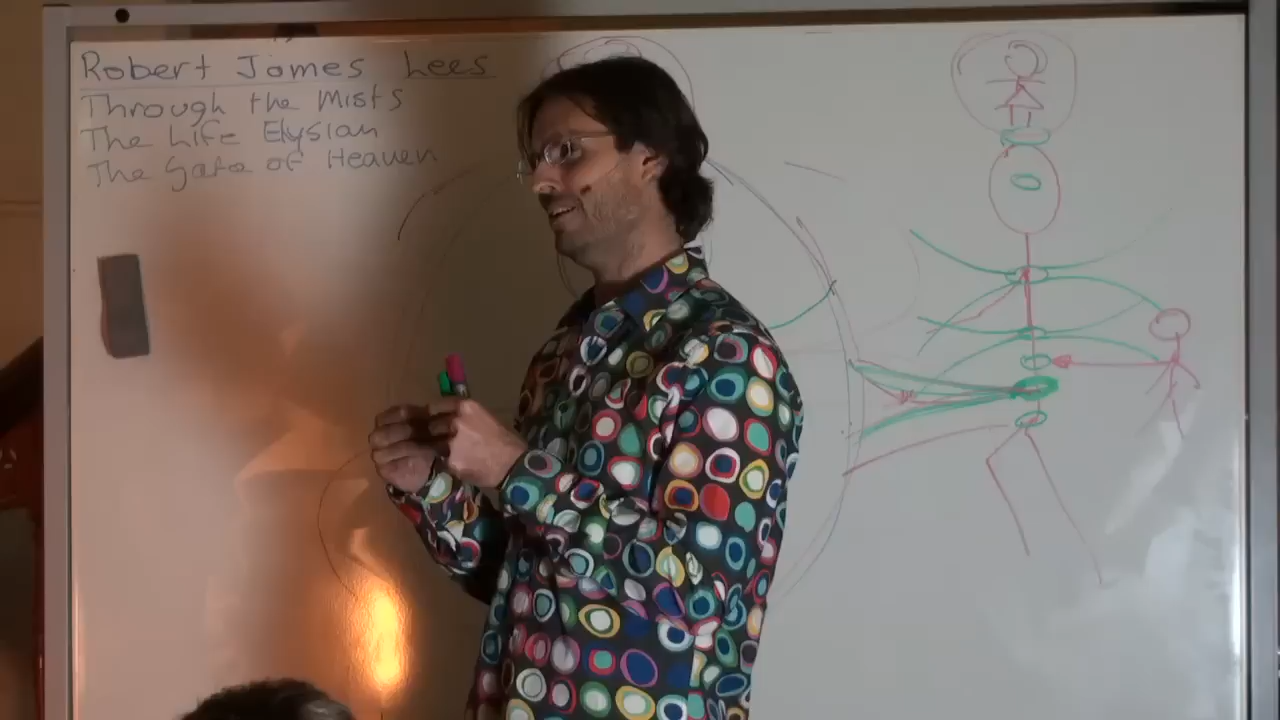 Robert James Lees
Through the Mists
The Life Elysian
The Gate of Heaven